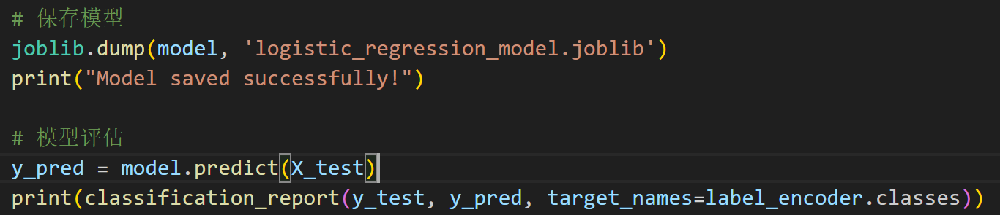 # 保存模型
joblib.dump(model, 'logistic_regression_model.joblib')
print("Model saved successfully!")
# 模型评估
y_pred = model.predict(X_test)
print(classification_report(y_test, y_pred, target_names=label_encoder.classes))